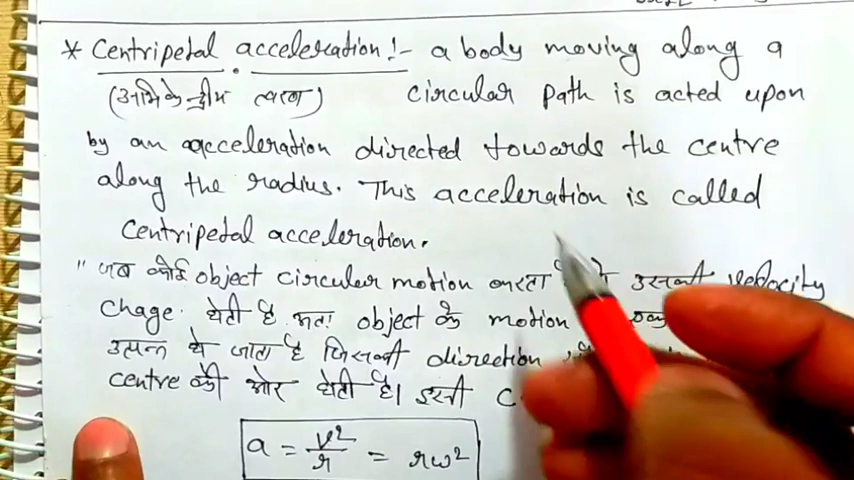 * Centripetal acceleration:- a body moving along a
(अभिकेन्द्रीय त्वरण) circular path is acted upon
by an acceleration directed towards the centre
along the radius. This acceleration is called
Centripetal acceleration.
" जब कोई object circular motion करता है उसकी velocity
chage होती है अतः object के motion
उत्पन्न हो जाता है जिसकी direction
centre की ओर होती है। इसी C
a = v²/r = rω²